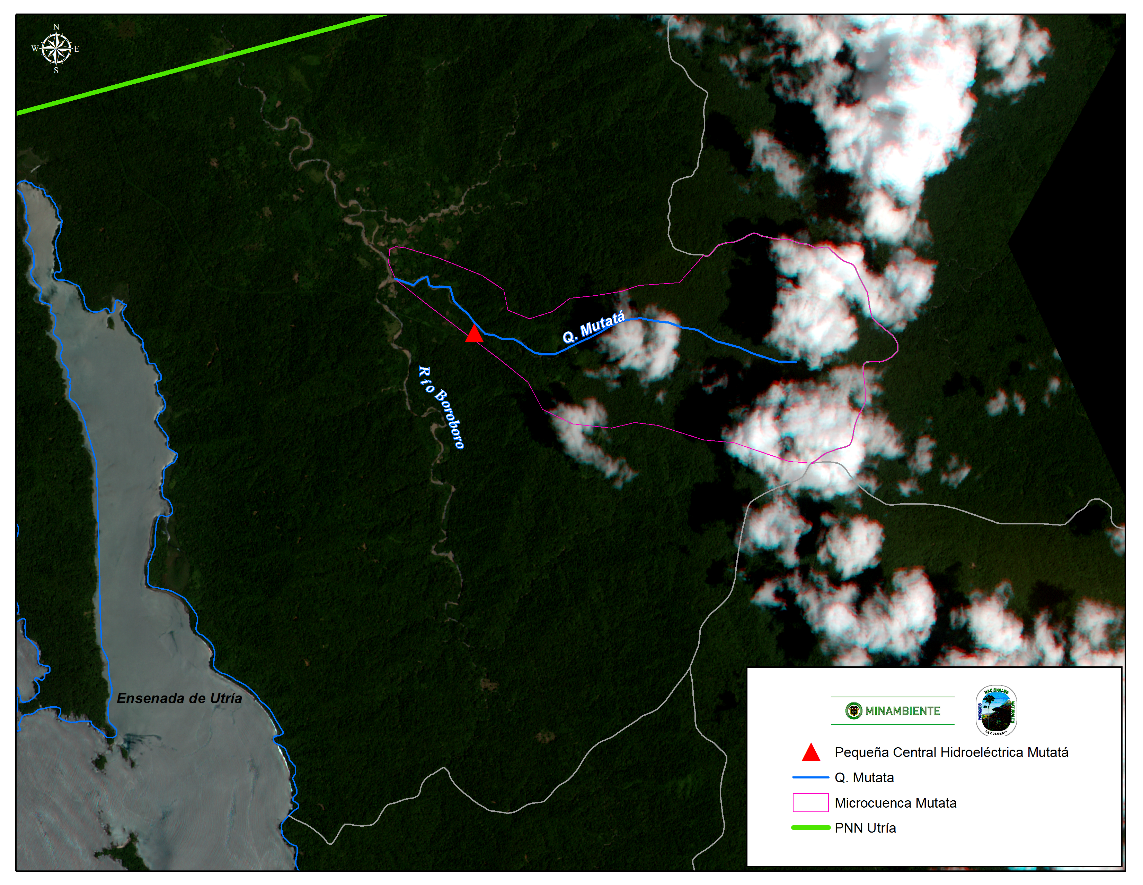 N
W E
S
Q. Mutatá
Río Boroboro
Ensenada de Utría
MINAMBIENTE
Pequeña Central Hidroeléctrica Mutatá
Q. Mutata
Microcuenca Mutata
PNN Utría